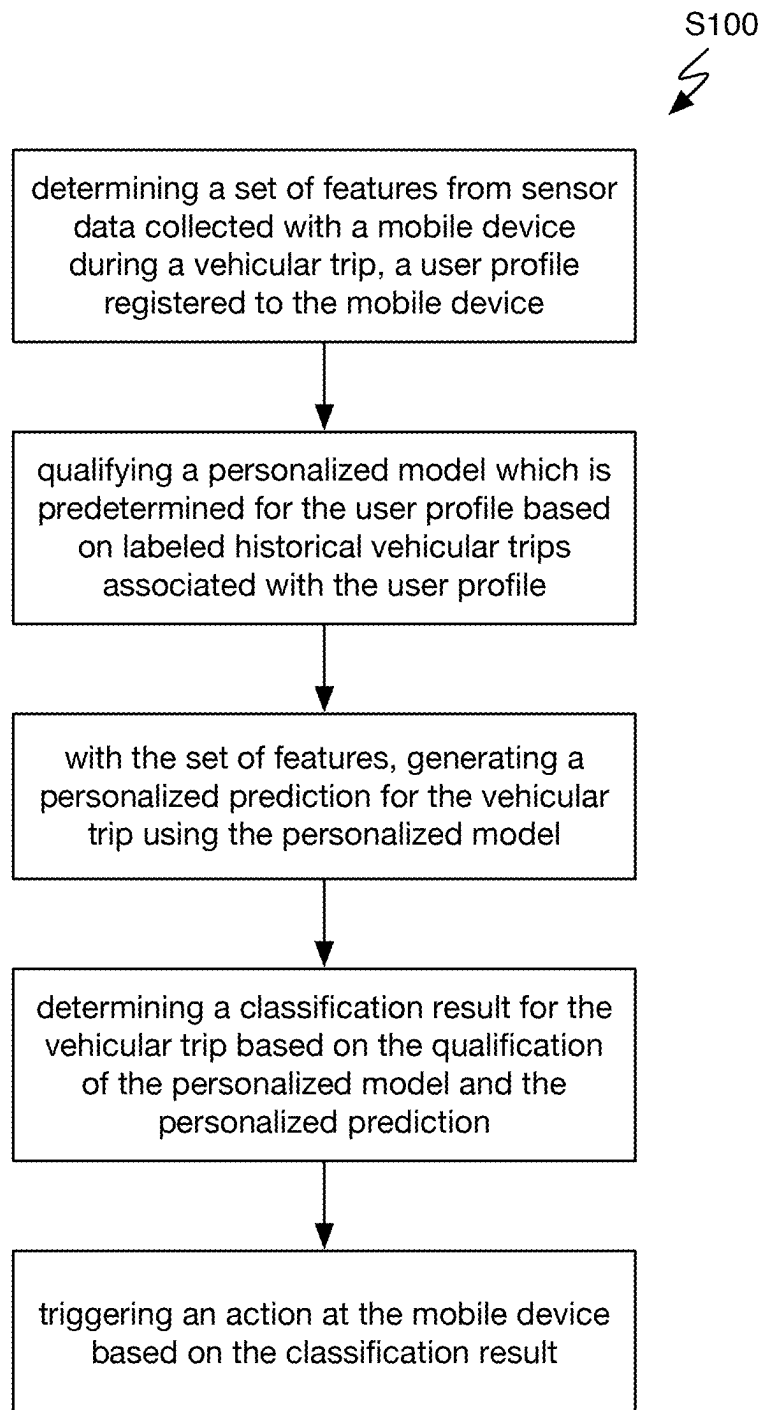 S100
determining a set of features from sensor
data collected with a mobile device
during a vehicular trip, a user profile
registered to the mobile device
qualifying a personalized model which is
predetermined for the user profile based
on labeled historical vehicular trips
associated with the user profile
with the set of features, generating a
personalized prediction for the vehicular
trip using the personalized model
determining a classification result for the
vehicular trip based on the qualification
of the personalized model and the
personalized prediction
triggering an action at the mobile device
based on the classification result